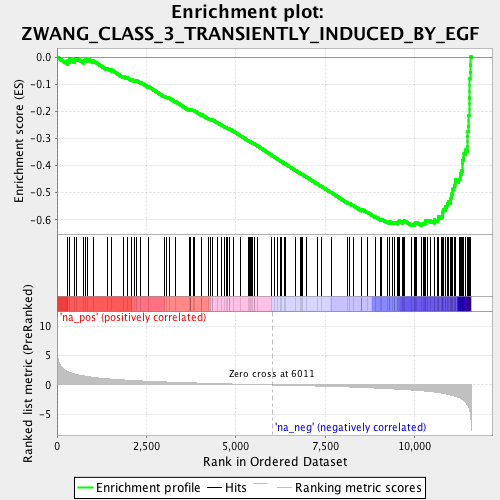 Enrichment plot:
ZWANG_CLASS_3_TRANSIENTLY_INDUCED_BY_EGF
Enrichment score (ES)
0.0
-0.1
-0.2
-0.3
-0.4
-0.5
-0.6
'na_pos' (positively correlated)
Ranked list metric (PreRanked)
10
5
0
-5
Zero cross at 6011
'na_neg' (negatively correlated)
0
2,500
5,000
7,500
10,000
Rank in Ordered Dataset
Enrichment profile
Hits
Ranking metric scores